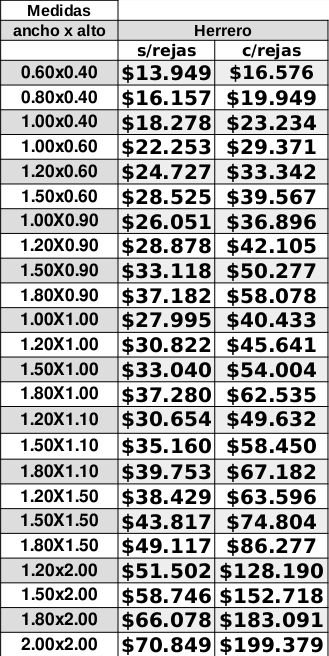 Medidas
ancho x alto Herrero
s/rejas c/rejas
0.60x0.40 $13.949 $16.576
0.80x0.40 $16.157 $19.949
1.00x0.40 $18.278 $23.234
1.00x0.60 $22.253 $29.371
1.20x0.60 $24.727 $33.342
1.50x0.60 $28.525 $39.567
1.00X0.90 $26.051 $36.896
1.20X0.90 $28.878 $42.105
1.50X0.90 $33.118 $50.277
1.80X0.90 $37.182 $58.078
1.00X1.00 $27.995 $40.433
1.20X1.00 $30.822 $45.641
1.50X1.00 $33.040 $54.004
1.80X1.00 $37.280 $62.535
1.20X1.10 $30.654 $49.632
1.50X1.10 $35.160 $58.450
1.80X1.10 $39.753 $67.182
1.20X1.50 $38.429 $63.596
1.50X1.50 $43.817 $74.804
1.80X1.50 $49.117 $86.277
1.20x2.00 $51.502 $128.190
1.50x2.00 $58.746 $152.718
1.80x2.00 $66.078 $183.091
2.00x2.00 $70.849 $199.379